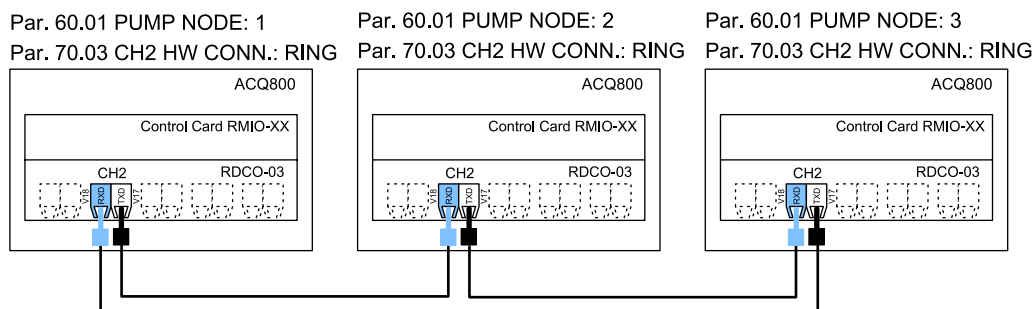 Par. 60.01 PUMP NODE: 1
Par. 70.03 CH2 HW CONN.: RING
ACQ800
Control Card RMIO-XX
CH2
RDCO-03
V18
RXD
TXD
V17
Par. 60.01 PUMP NODE: 2
Par. 70.03 CH2 HW CONN.: RING
ACQ800
Control Card RMIO-XX
CH2
RDCO-03
V18
RXD
TXD
V17
Par. 60.01 PUMP NODE: 3
Par. 70.03 CH2 HW CONN.: RING
ACQ800
Control Card RMIO-XX
CH2
RDCO-03
V18
RXD
TXD
V17